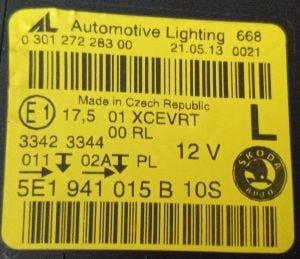 AL Automotive Lighting 668
0 301 272 283 00 21.05.13 0021
Made in Czech Republic
E1 17,5 01 XCEVRT
00 RL
L
3342 3344
12 V
011 02A PL
SKODA
AUTO
5E1 941 015 B 10S